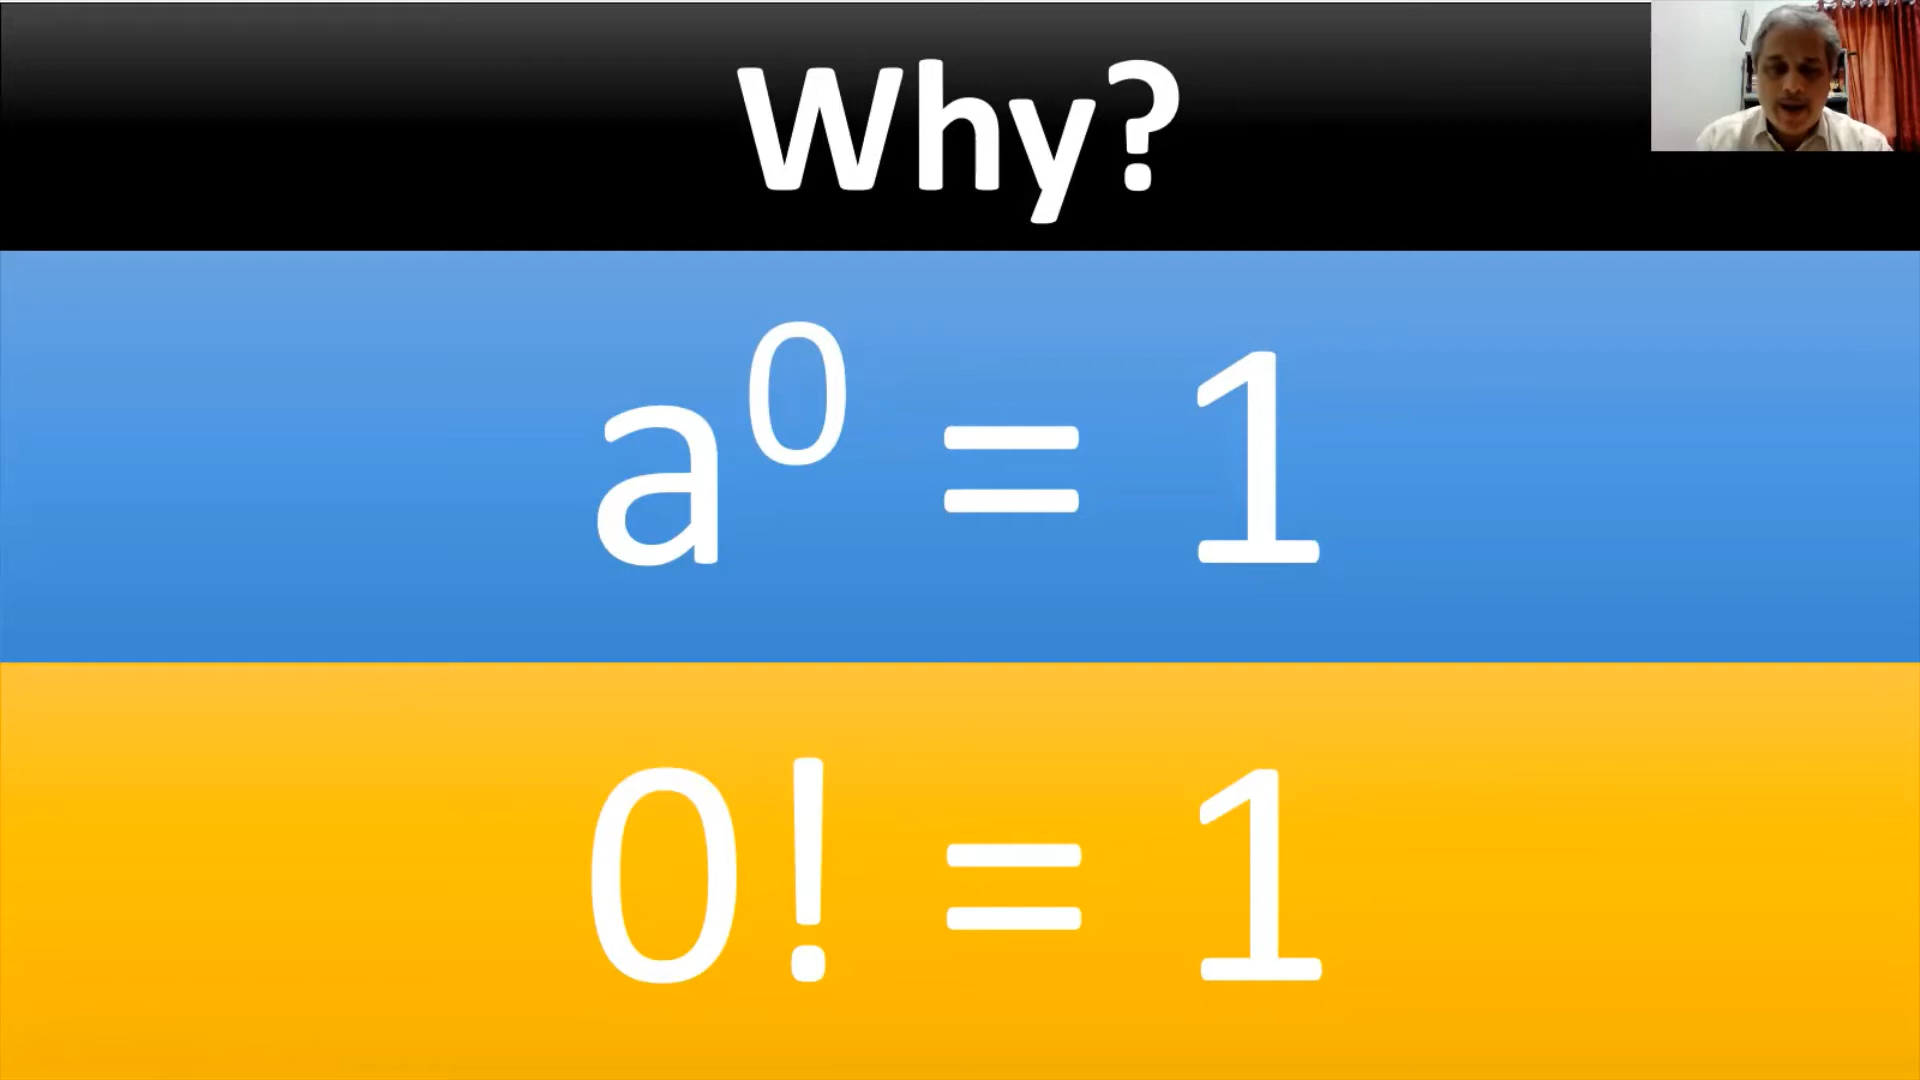 Why?
a⁰ = 1
0! = 1